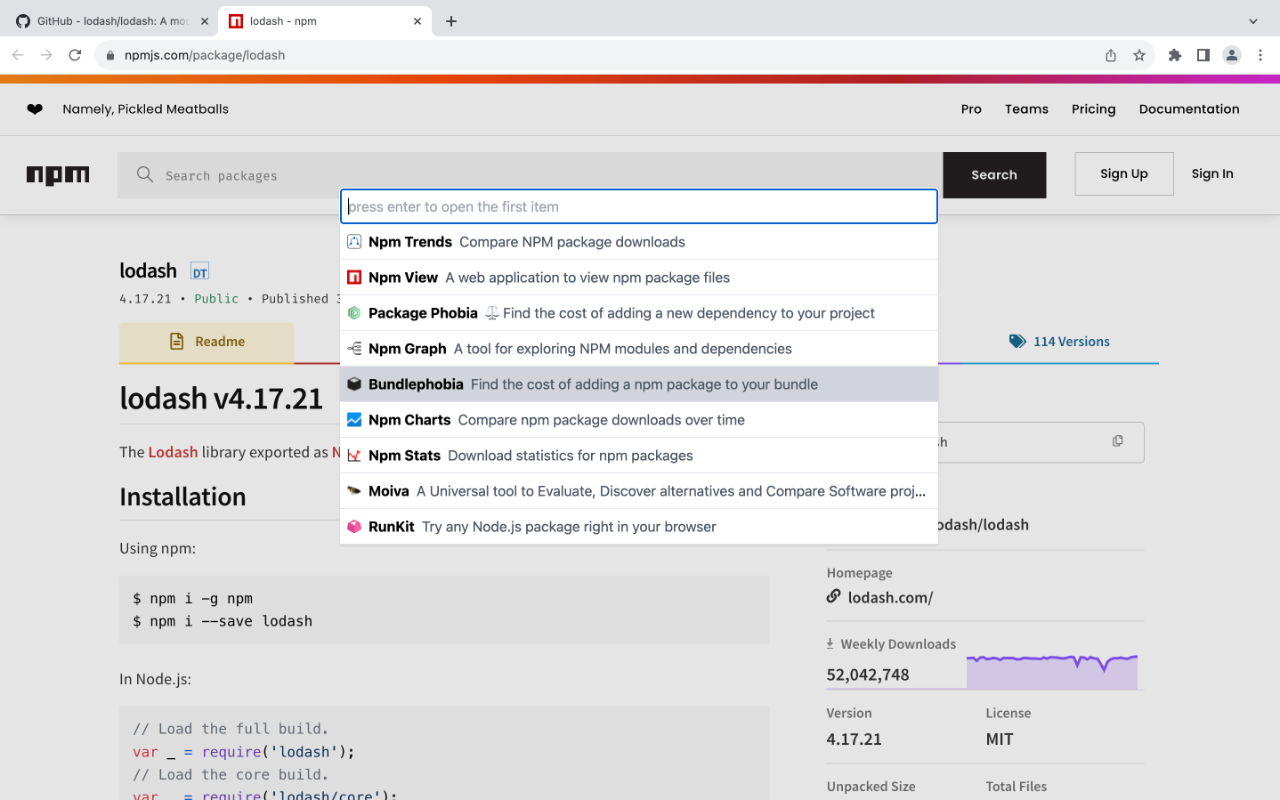 GitHub - lodash/lodash: A mo
lodash - npm
npmjs.com/package/lodash
Namely, Pickled Meatballs
Pro
Teams
Pricing
Documentation
npm
Search packages
Search
Sign Up
Sign In
press enter to open the first item
Npm Trends Compare NPM package downloads
Npm View A web application to view npm package files
Package Phobia Find the cost of adding a new dependency to your project
Npm Graph A tool for exploring NPM modules and dependencies
Bundlephobia Find the cost of adding a npm package to your bundle
Npm Charts Compare npm package downloads over time
Npm Stats Download statistics for npm packages
Moiva A Universal tool to Evaluate, Discover alternatives and Compare Software proj...
RunKit Try any Node.js package right in your browser
lodash DT
4.17.21 • Public • Published
Readme
114 Versions
lodash v4.17.21
The Lodash library exported as N
Installation
Using npm:
$ npm i -g npm
$ npm i --save lodash
In Node.js:
// Load the full build.
var _ = require('lodash');
// Load the core build.
var _ = require('lodash/core');
sh
odash/lodash
Homepage
lodash.com/
Weekly Downloads
52,042,748
Version
License
4.17.21
MIT
Unpacked Size
Total Files